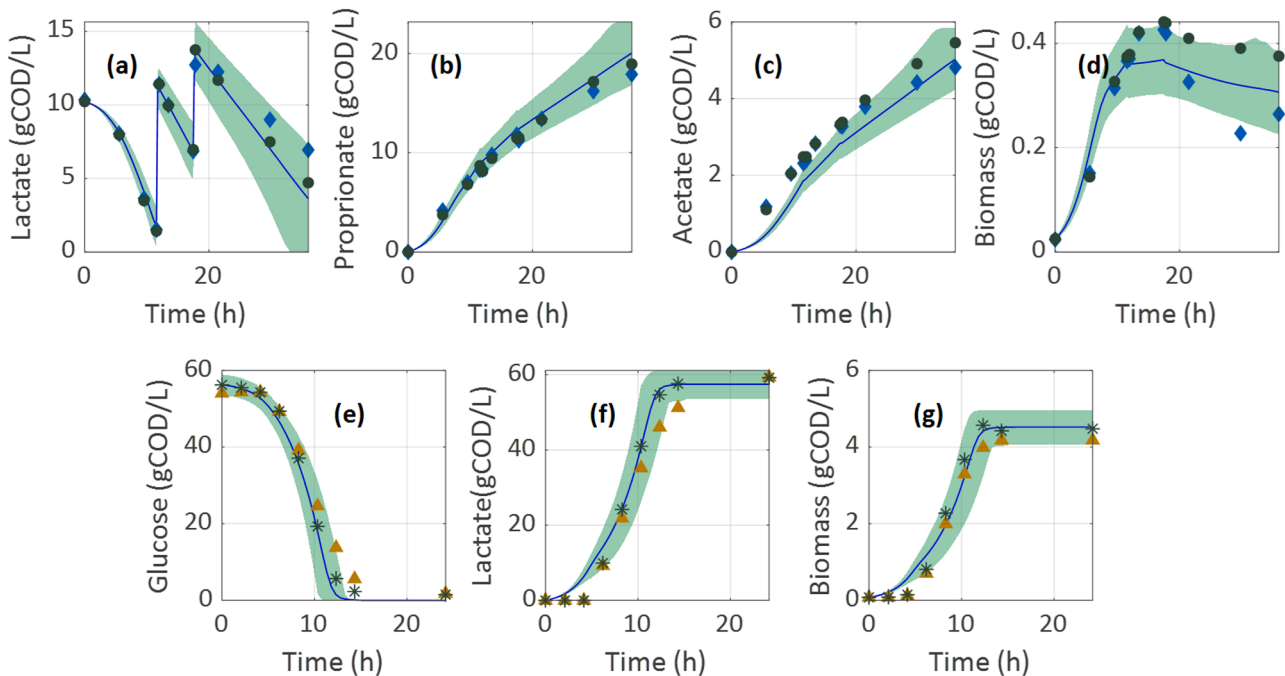 15
10
5
0
Lactate (gCOD/L)
(a)
0
20
Time (h)
20
10
0
Proprionate (gCOD/L)
(b)
0
20
Time (h)
6
4
2
0
Acetate (gCOD/L)
(c)
0
20
Time (h)
0.4
0.2
0
Biomass (gCOD/L)
(d)
0
20
Time (h)
60
40
20
0
Glucose (gCOD/L)
(e)
0
10
20
Time (h)
60
40
20
0
Lactate(gCOD/L)
(f)
0
10
20
Time (h)
6
4
2
0
Biomass (gCOD/L)
(g)
0
10
20
Time (h)